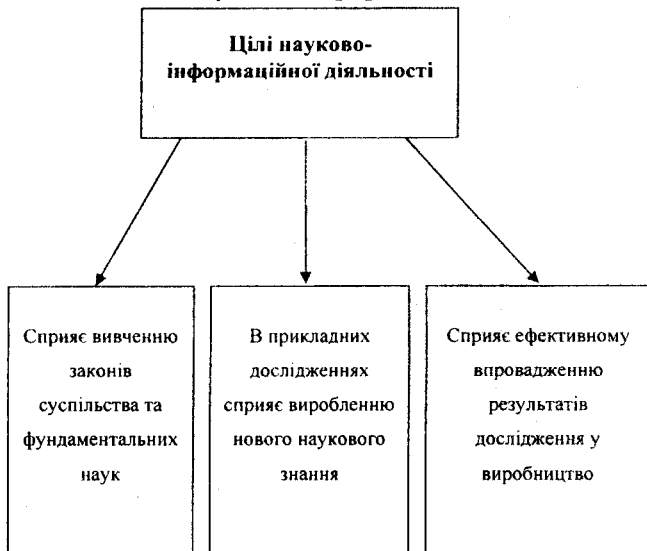 Цілі науково-
інформаційної діяльності
Сприяє вивченню
законів
суспільства та
фундаментальних
наук
В прикладних
дослідженнях
сприяє виробленню
нового наукового
знання
Сприяє ефективному
впровадженню
результатів
дослідження у
виробництво